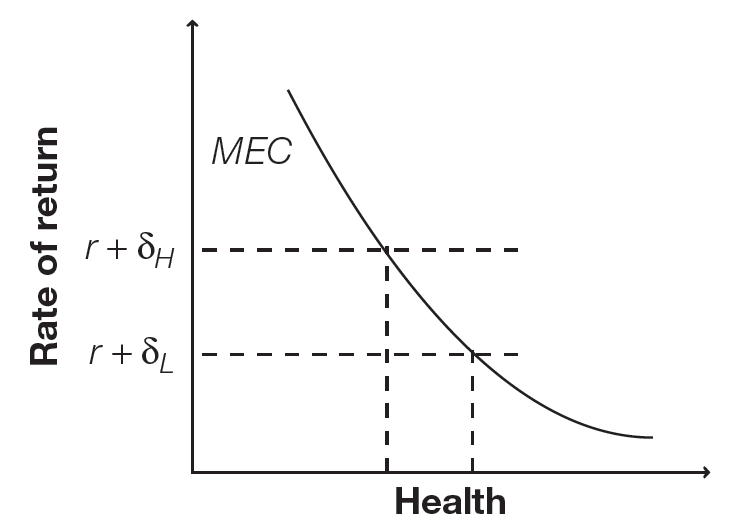 Rate of return
MEC
r + δH
r + δL
Health